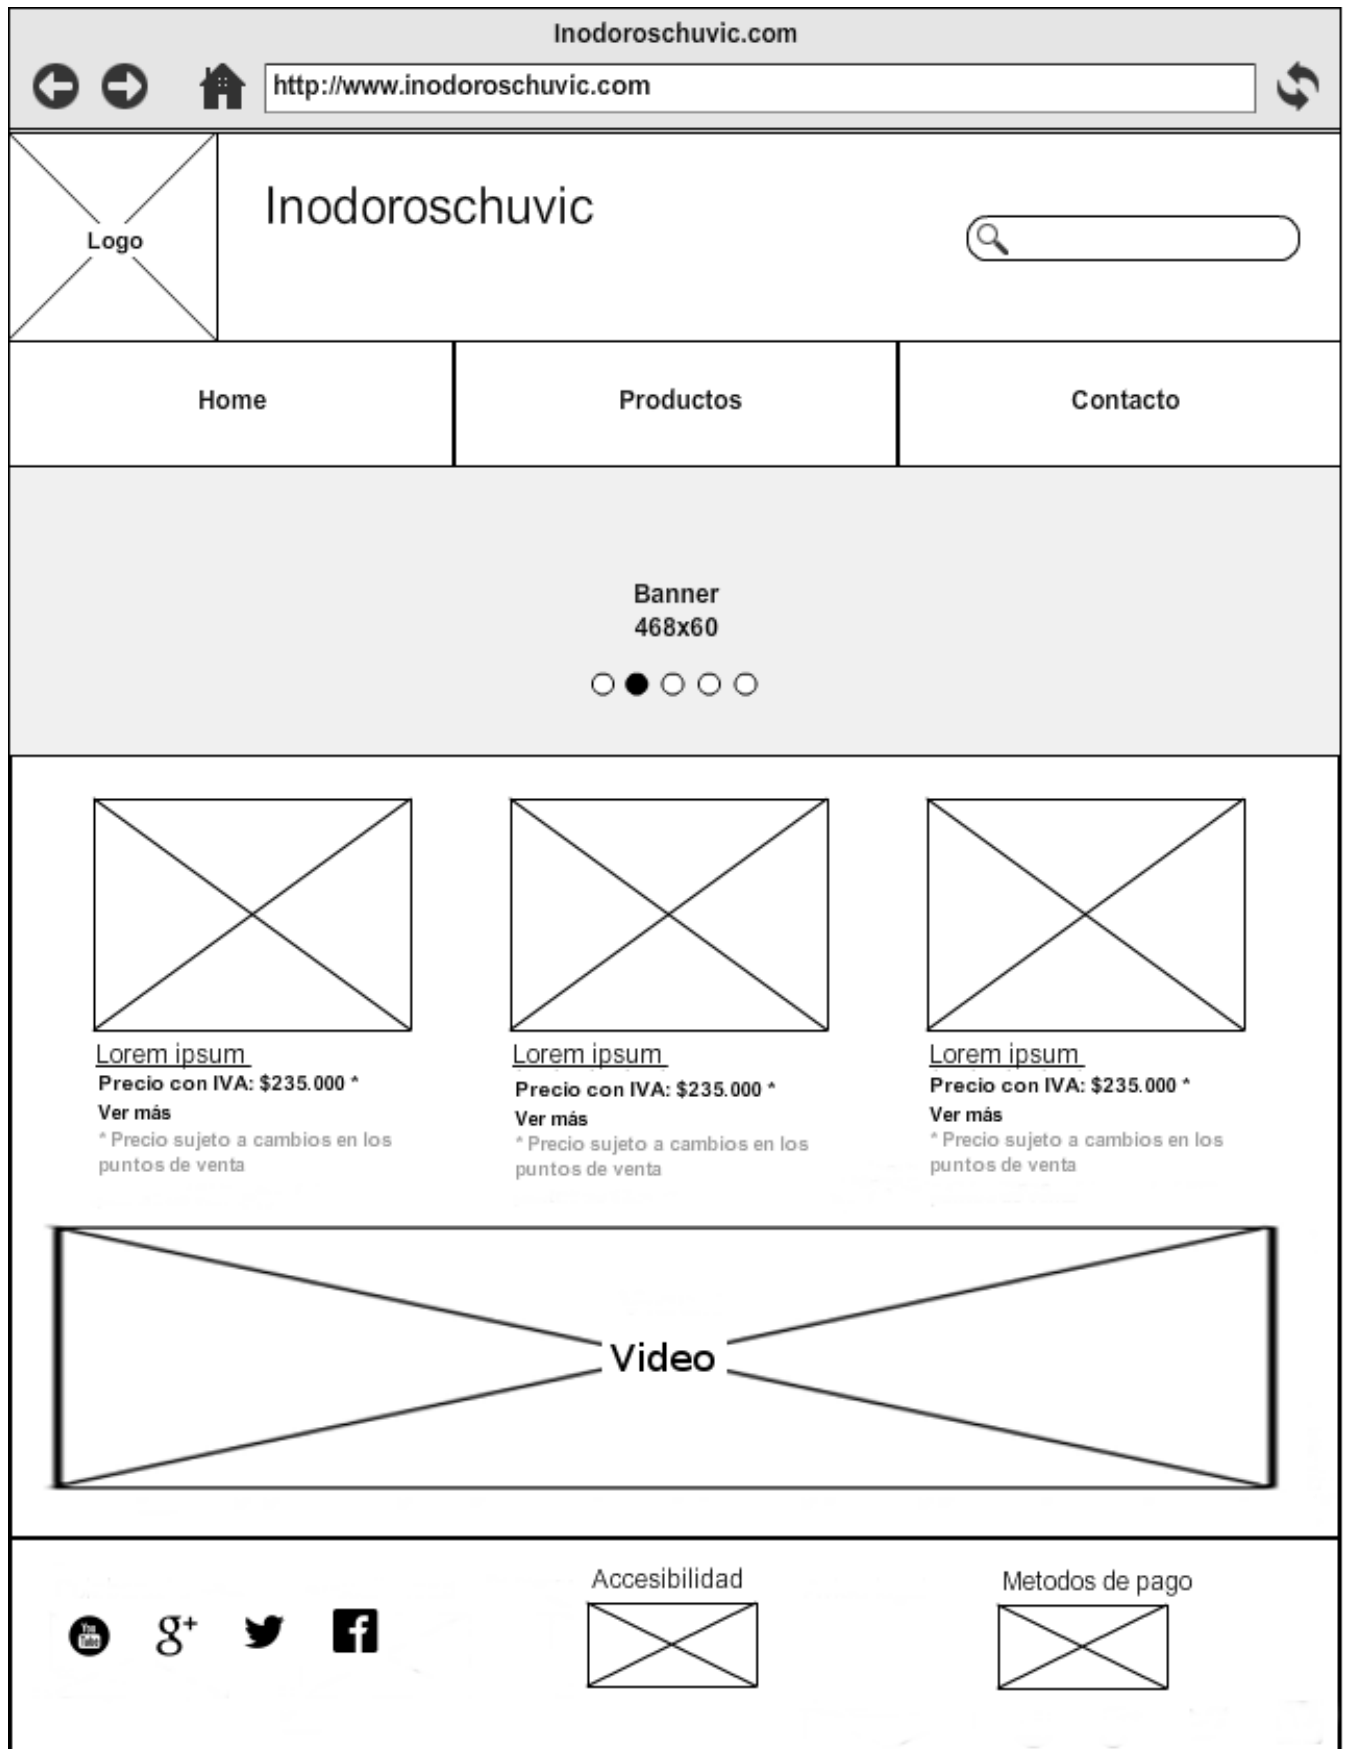 Inodoroschuvic.com
http://www.inodoroschuvic.com
Logo
Inodoroschuvic
Home
Productos
Contacto
Banner
468x60
Lorem ipsum
Precio con IVA: $235.000 *
Ver más
* Precio sujeto a cambios en los
puntos de venta
Lorem ipsum
Precio con IVA: $235.000 *
Ver más
* Precio sujeto a cambios en los
puntos de venta
Lorem ipsum
Precio con IVA: $235.000 *
Ver más
* Precio sujeto a cambios en los
puntos de venta
Video
You
Tube
g+
Accesibilidad
Metodos de pago